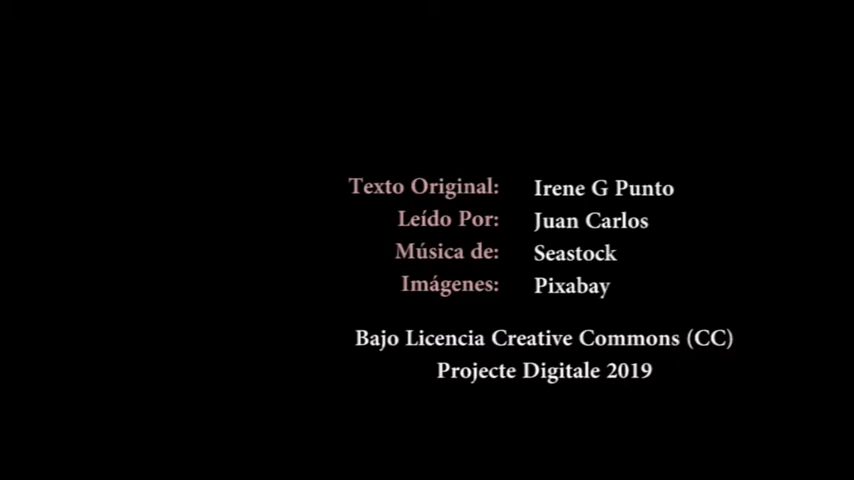 Texto Original: Irene G Punto
Leído Por: Juan Carlos
Música de: Seastock
Imágenes: Pixabay
Bajo Licencia Creative Commons (CC)
Projecte Digitale 2019